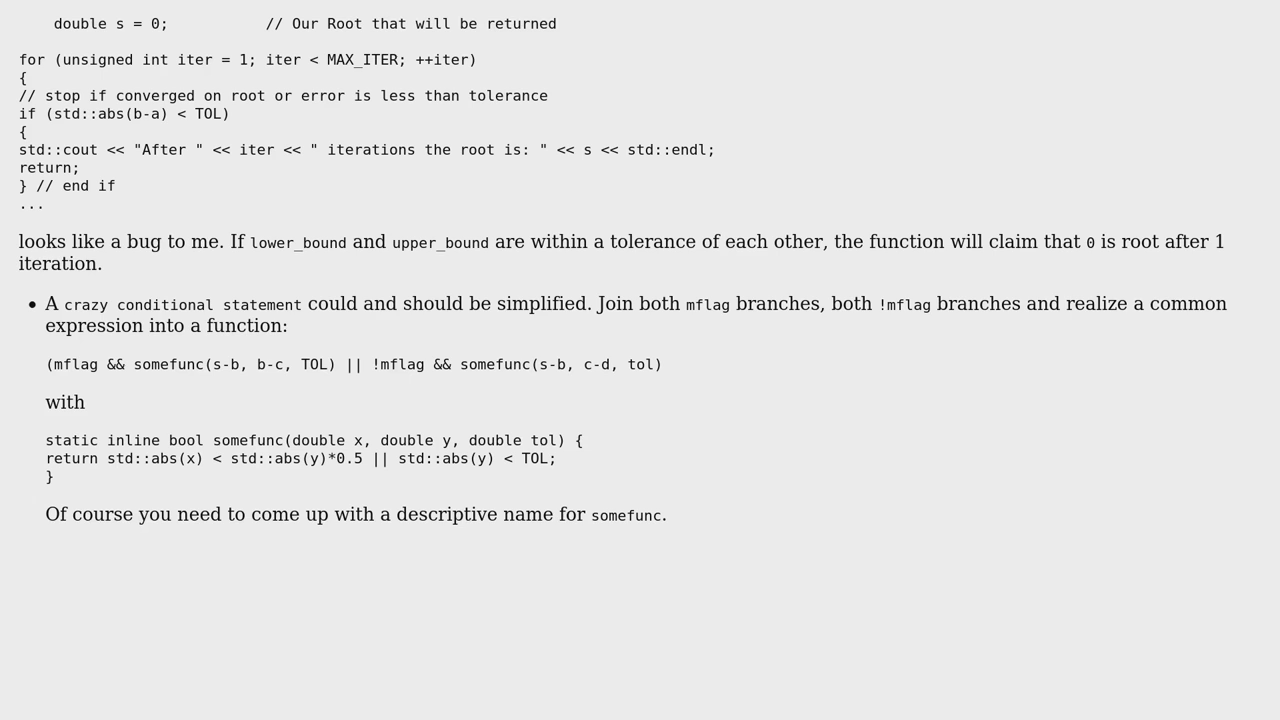 double s = 0;           // Our Root that will be returned
for (unsigned int iter = 1; iter < MAX_ITER; ++iter)
{
// stop if converged on root or error is less than tolerance
if (std::abs(b-a) < TOL)
{
std::cout << "After " << iter << " iterations the root is: " << s << std::endl;
return;
} // end if
...
looks like a bug to me. If lower_bound and upper_bound are within a tolerance of each other, the function will claim that 0 is root after 1
iteration.
• A crazy conditional statement could and should be simplified. Join both mflag branches, both !mflag branches and realize a common
expression into a function:
(mflag && somefunc(s-b, b-c, TOL) || !mflag && somefunc(s-b, c-d, tol)
with
static inline bool somefunc(double x, double y, double tol) {
return std::abs(x) < std::abs(y)*0.5 || std::abs(y) < TOL;
}
Of course you need to come up with a descriptive name for somefunc.